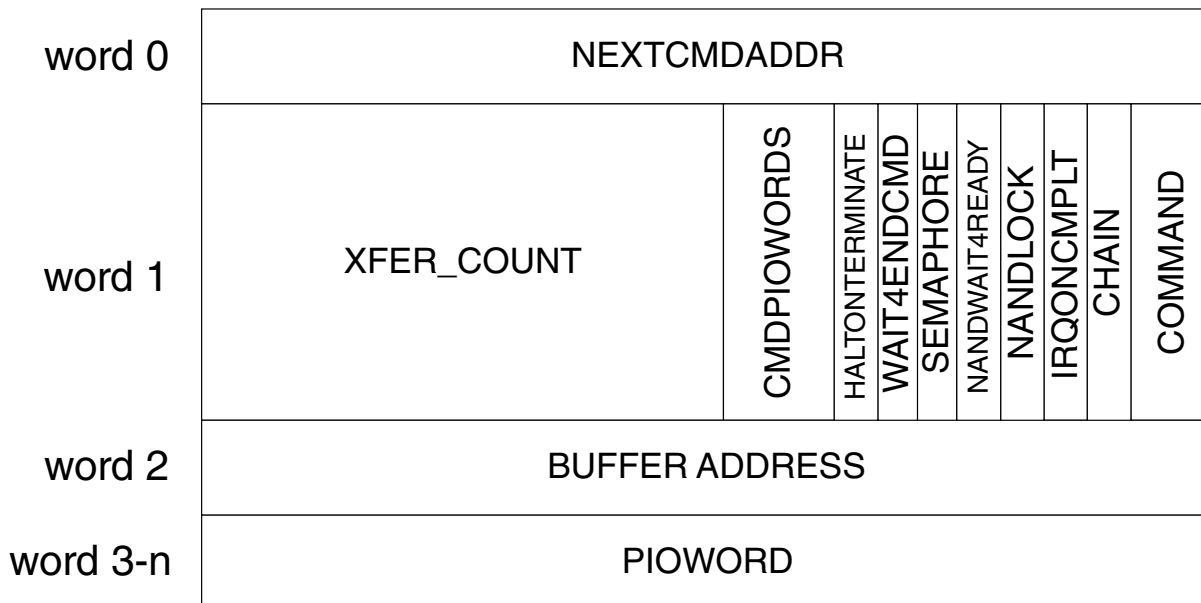 word 0
NEXTCMDADDR
word 1
XFER_COUNT
CMDPIOWORDS
HALTONTERMINATE
WAIT4ENDCMD
SEMAPHORE
NANDWAIT4READY
NANDLOCK
IRQONCMPLT
CHAIN
COMMAND
word 2
BUFFER ADDRESS
word 3-n
PIOWORD